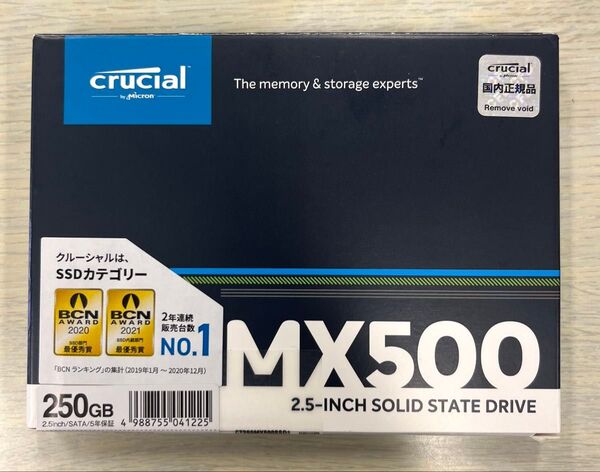 crucial
by Micron
The memory & storage experts™
crucial
by Micron
国内正規品
Remove void
クルーシャルは、
SSDカテゴリー
BCN
AWARD
2020
SSD部門
最優秀賞
BCN
AWARD
2021
SSD内蔵部門
最優秀賞
2年連続
販売台数
NO.1
「BCN ランキング」の集計（2019年1月 ～ 2020年12月）
MX500
2.5-INCH SOLID STATE DRIVE
250GB
2.5inch/SATA/5年保証
4 988755 041225